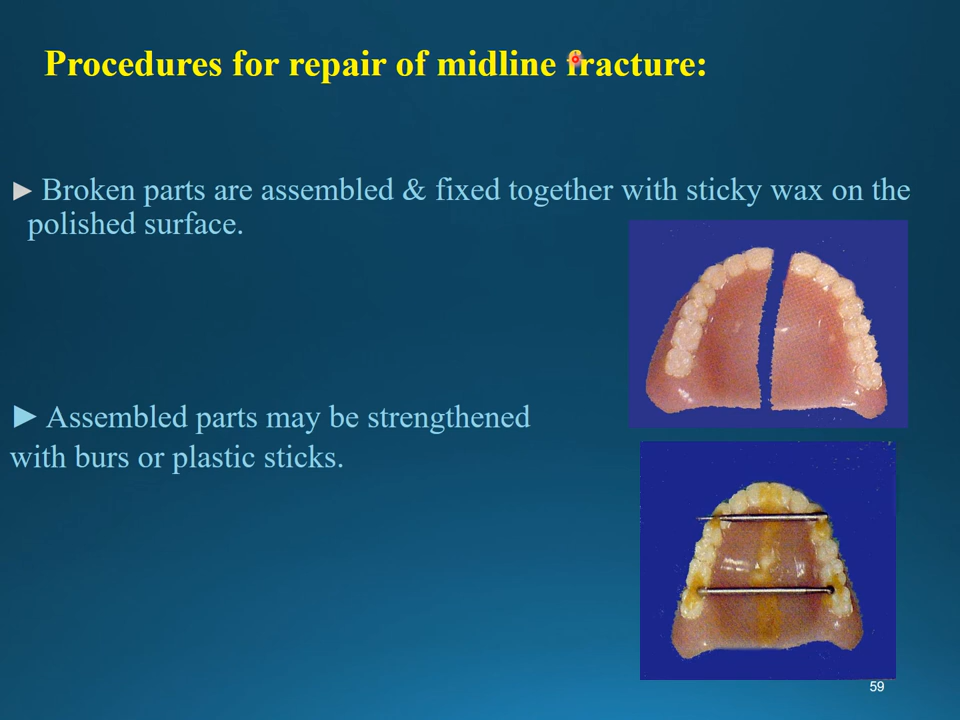 Procedures for repair of midline fracture:
► Broken parts are assembled & fixed together with sticky wax on the
polished surface.
► Assembled parts may be strengthened
with burs or plastic sticks.
59